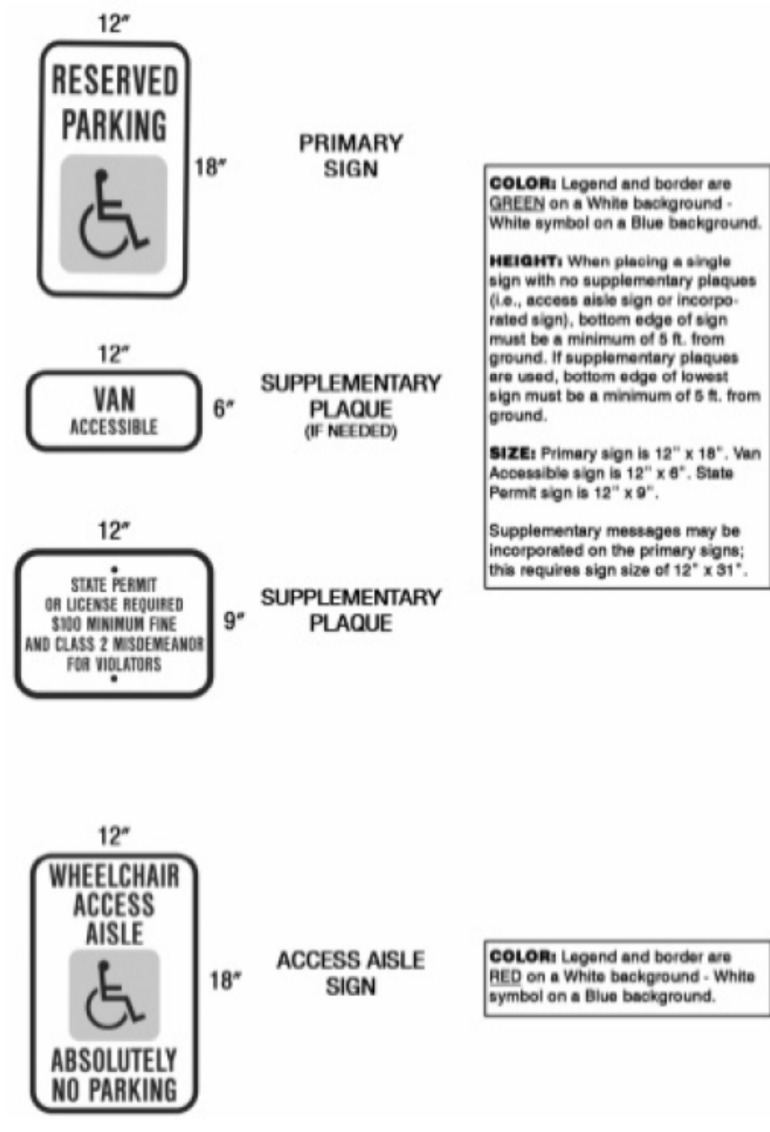 12"
RESERVED
PARKING
18"
PRIMARY
SIGN
COLOR: Legend and border are
GREEN on a White background -
White symbol on a Blue background.
HEIGHT: When placing a single
sign with no supplementary plaques
(i.e., access aisle sign or incorpo-
rated sign), bottom edge of sign
must be a minimum of 5 ft. from
ground. If supplementary plaques
are used, bottom edge of lowest
sign must be a minimum of 5 ft. from
ground.
SIZE: Primary sign is 12" x 18". Van
Accessible sign is 12" x 6". State
Permit sign is 12" x 9".
Supplementary messages may be
incorporated on the primary signs;
this requires sign size of 12" x 31".
12"
VAN
ACCESSIBLE
6"
SUPPLEMENTARY
PLAQUE
(IF NEEDED)
12"
STATE PERMIT
OR LICENSE REQUIRED
$100 MINIMUM FINE
AND CLASS 2 MISDEMEANOR
FOR VIOLATORS
9"
SUPPLEMENTARY
PLAQUE
12"
WHEELCHAIR
ACCESS
AISLE
ABSOLUTELY
NO PARKING
18"
ACCESS AISLE
SIGN
COLOR: Legend and border are
RED on a White background - White
symbol on a Blue background.